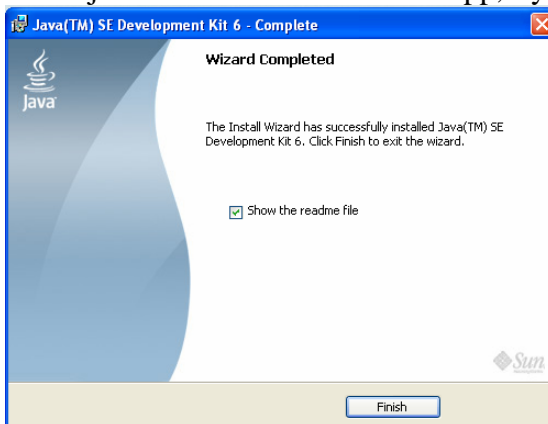 Java(TM) SE Development Kit 6 - Complete
Java
Wizard Completed
The Install Wizard has successfully installed Java(TM) SE
Development Kit 6. Click Finish to exit the wizard.
Show the readme file
Sun
Finish